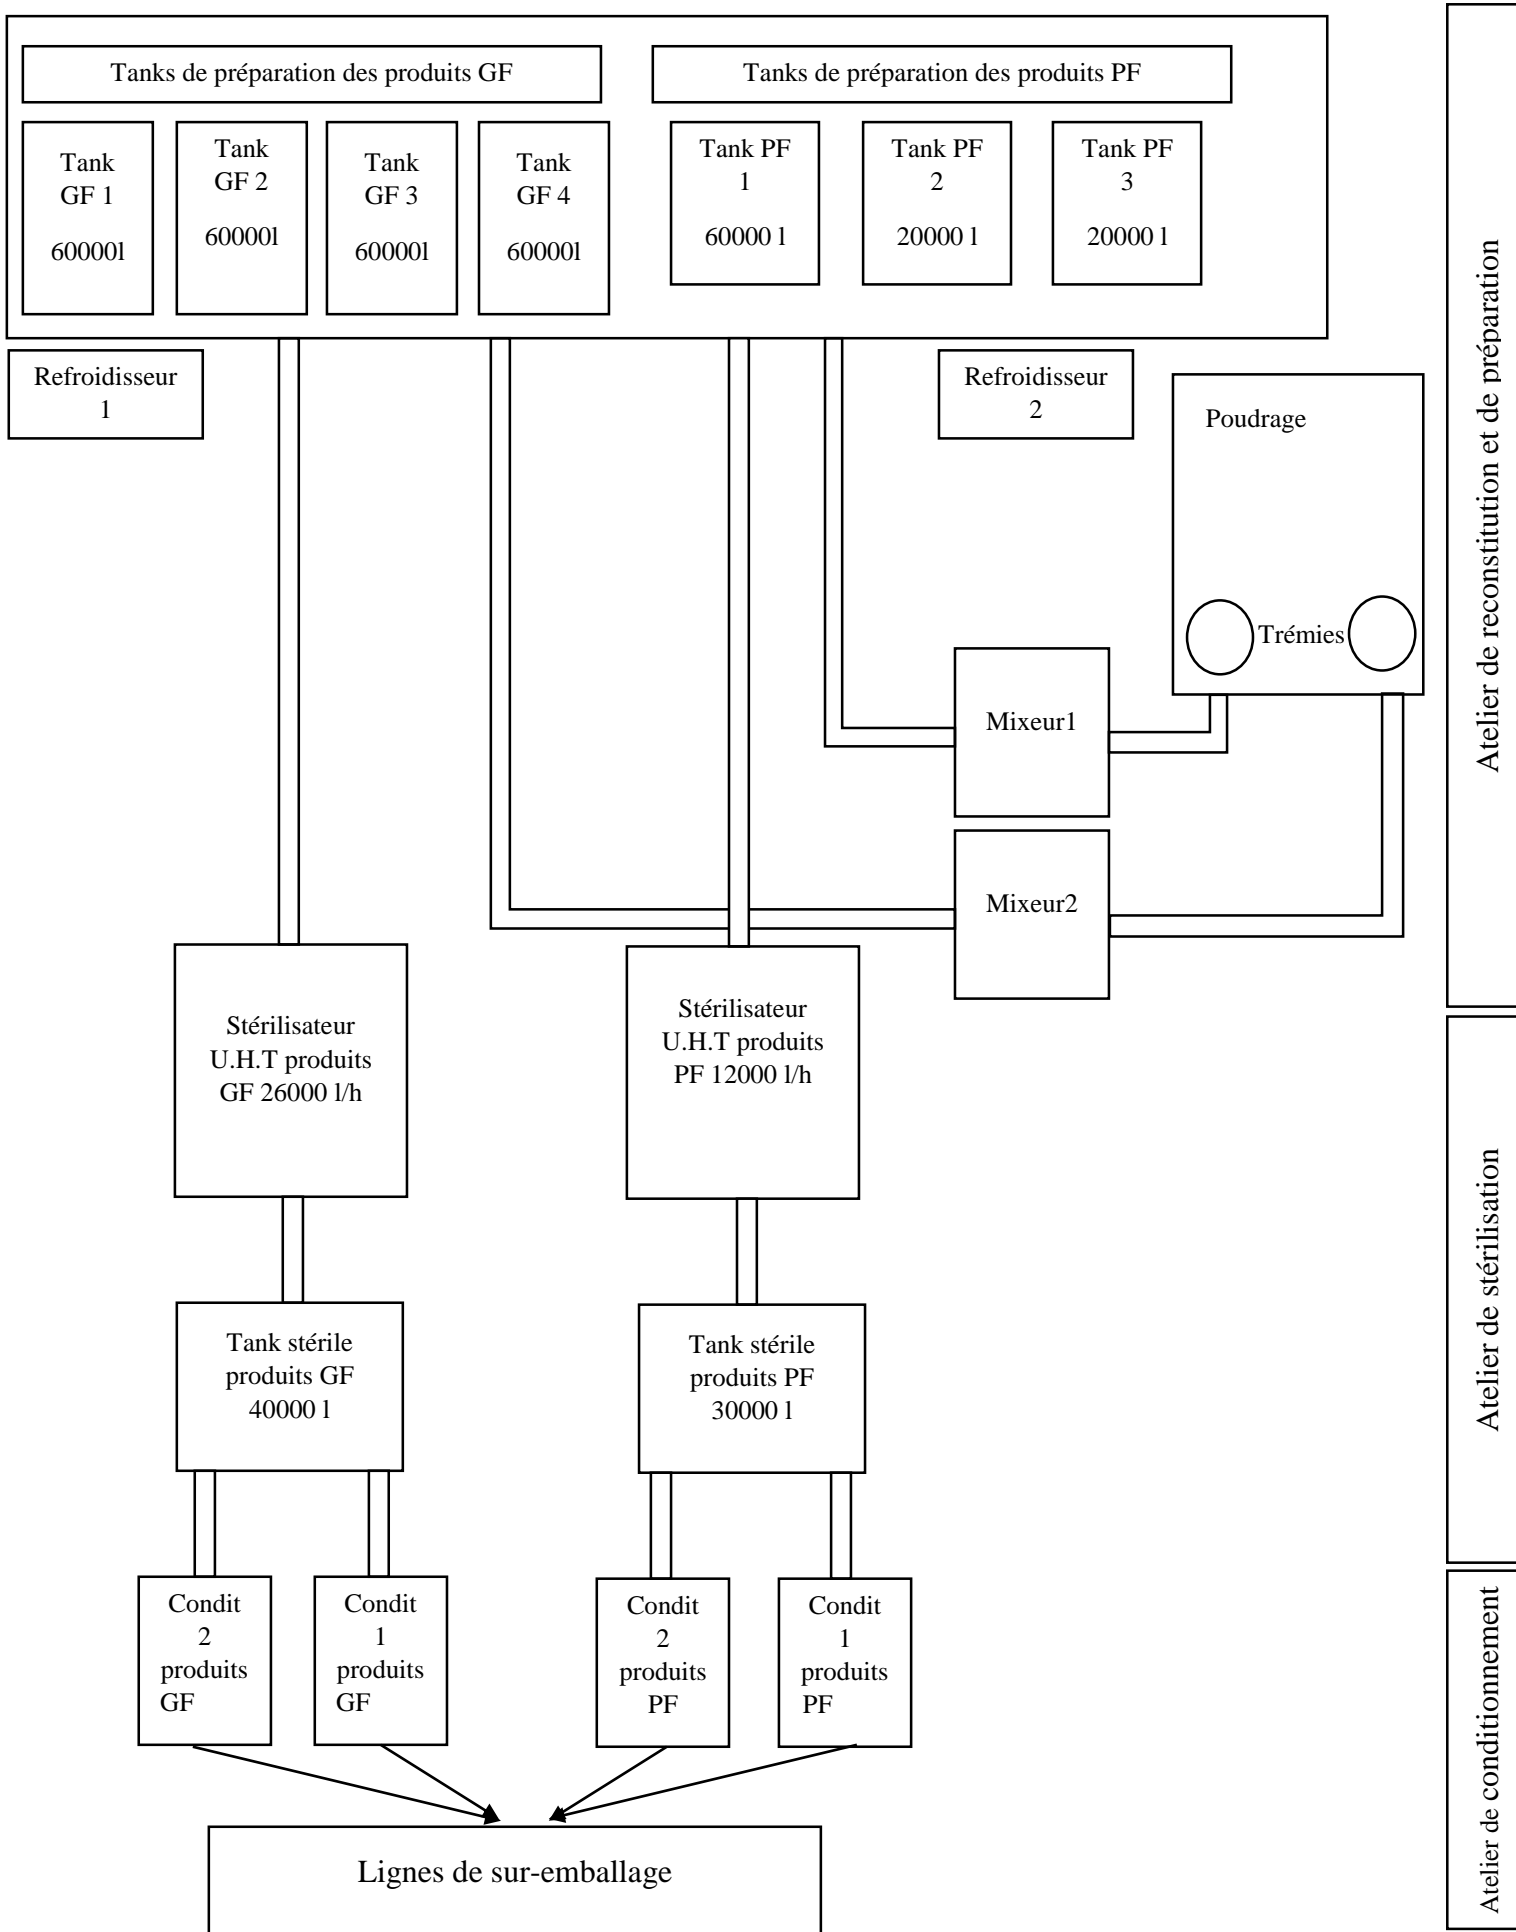 Tanks de préparation des produits GF
Tanks de préparation des produits PF
Tank
GF 1
60000l
Tank
GF 2
60000l
Tank
GF 3
60000l
Tank
GF 4
60000l
Tank PF
1
60000 l
Tank PF
2
20000 l
Tank PF
3
20000 l
Refroidisseur
1
Refroidisseur
2
Poudrage
Trémies
Mixeur1
Mixeur2
Atelier de reconstitution et de préparation
Stérilisateur
U.H.T produits
GF 26000 l/h
Stérilisateur
U.H.T produits
PF 12000 l/h
Tank stérile
produits GF
40000 l
Tank stérile
produits PF
30000 l
Atelier de stérilisation
Condit
2
produits
GF
Condit
1
produits
GF
Condit
2
produits
PF
Condit
1
produits
PF
Lignes de sur-emballage
Atelier de conditionnement